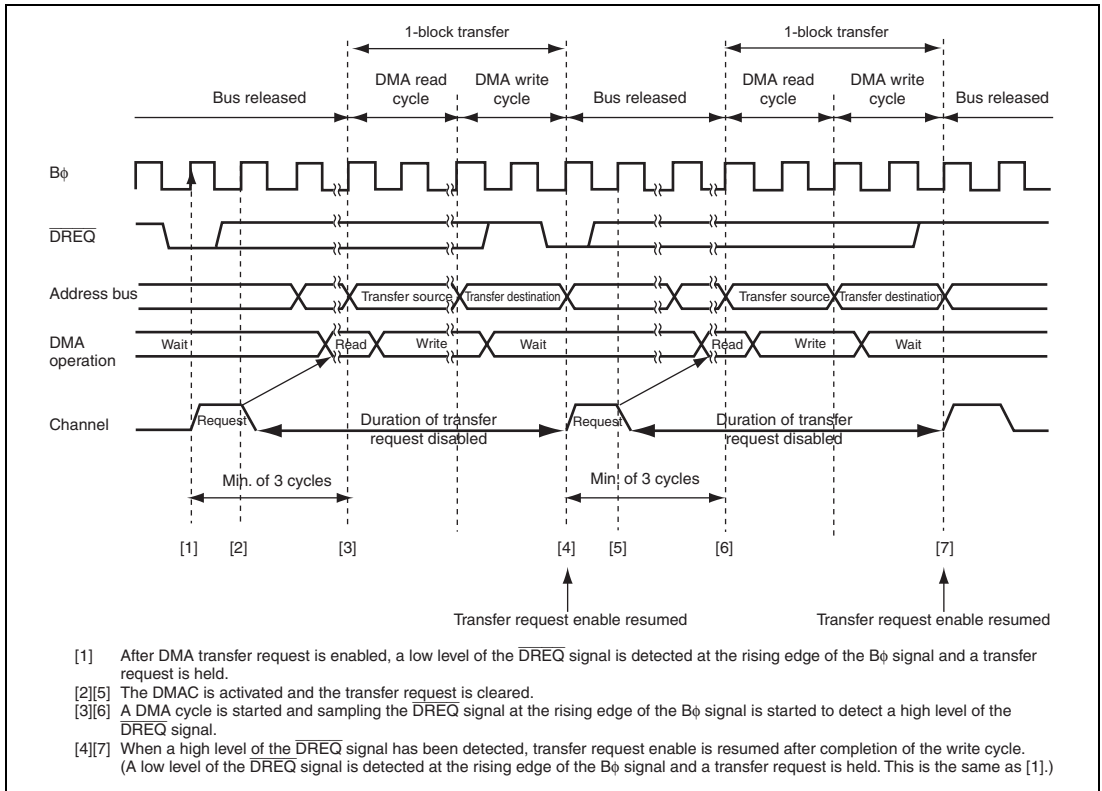 1-block transfer 1-block transfer
DMA read cycle DMA write cycle DMA read cycle DMA write cycle
Bus released Bus released Bus released
Bφ
DREQ
Address bus Transfer source Transfer destination Transfer source Transfer destination
DMA operation Wait Read Write Wait Read Write Wait
Channel Request Duration of transfer request disabled Request Duration of transfer request disabled
Min. of 3 cycles Min. of 3 cycles
[1] [2] [3] [4] [5] [6] [7]
Transfer request enable resumed Transfer request enable resumed
[1] After DMA transfer request is enabled, a low level of the DREQ signal is detected at the rising edge of the Bφ signal and a transfer
request is held.
[2][5] The DMAC is activated and the transfer request is cleared.
[3][6] A DMA cycle is started and sampling the DREQ signal at the rising edge of the Bφ signal is started to detect a high level of the
DREQ signal.
[4][7] When a high level of the DREQ signal has been detected, transfer request enable is resumed after completion of the write cycle.
(A low level of the DREQ signal is detected at the rising edge of the Bφ signal and a transfer request is held. This is the same as [1].)